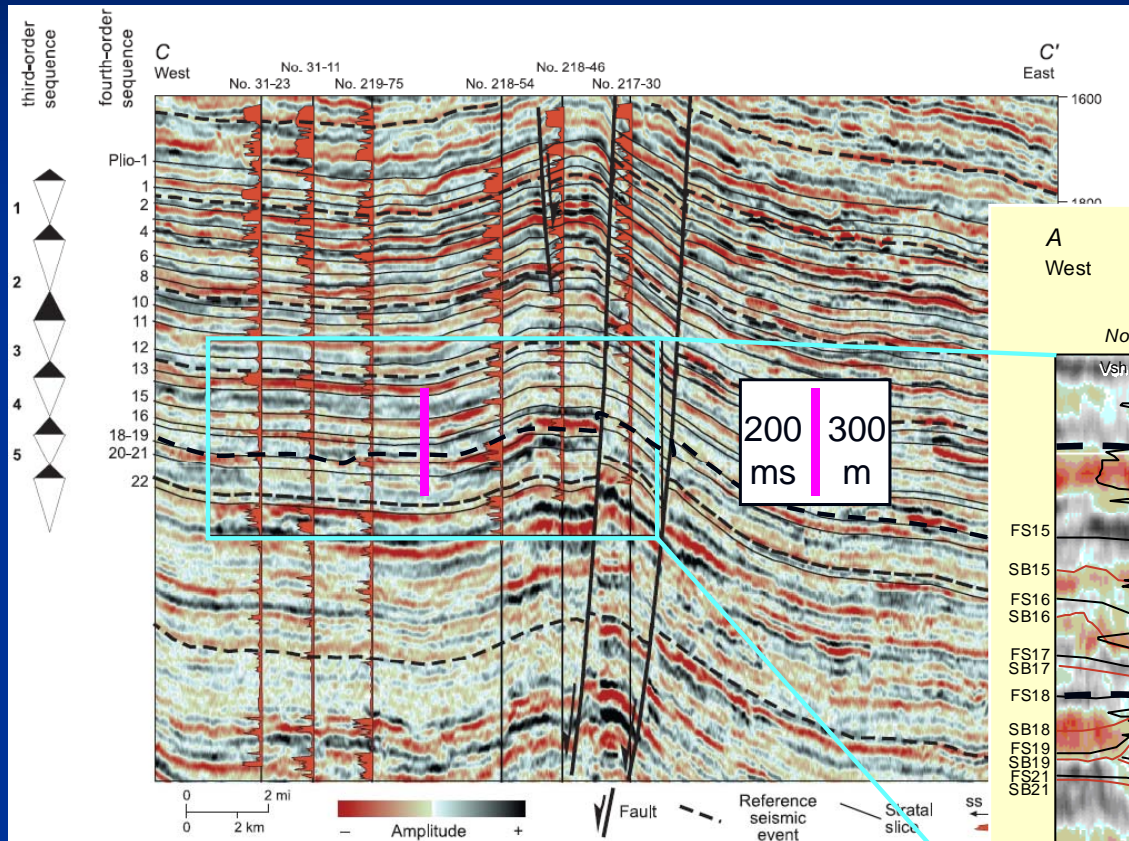 third-order
sequence
fourth-order
sequence
C
West
No. 31-23
No. 31-11
No. 219-75
No. 218-54
No. 218-46
No. 217-30
C'
East
1600
1800
Plio-1
1
2
4
6
8
10
11
12
13
15
16
18-19
20-21
22
1
2
3
4
5
200
ms
300
m
A
West
No
Vsh
FS15
SB15
FS16
SB16
FS17
SB17
FS18
SB18
FS19
SB19
FS21
SB21
0 2 mi
0 2 km
– Amplitude +
Fault
Reference
seismic
event
Stratal
slice
ss